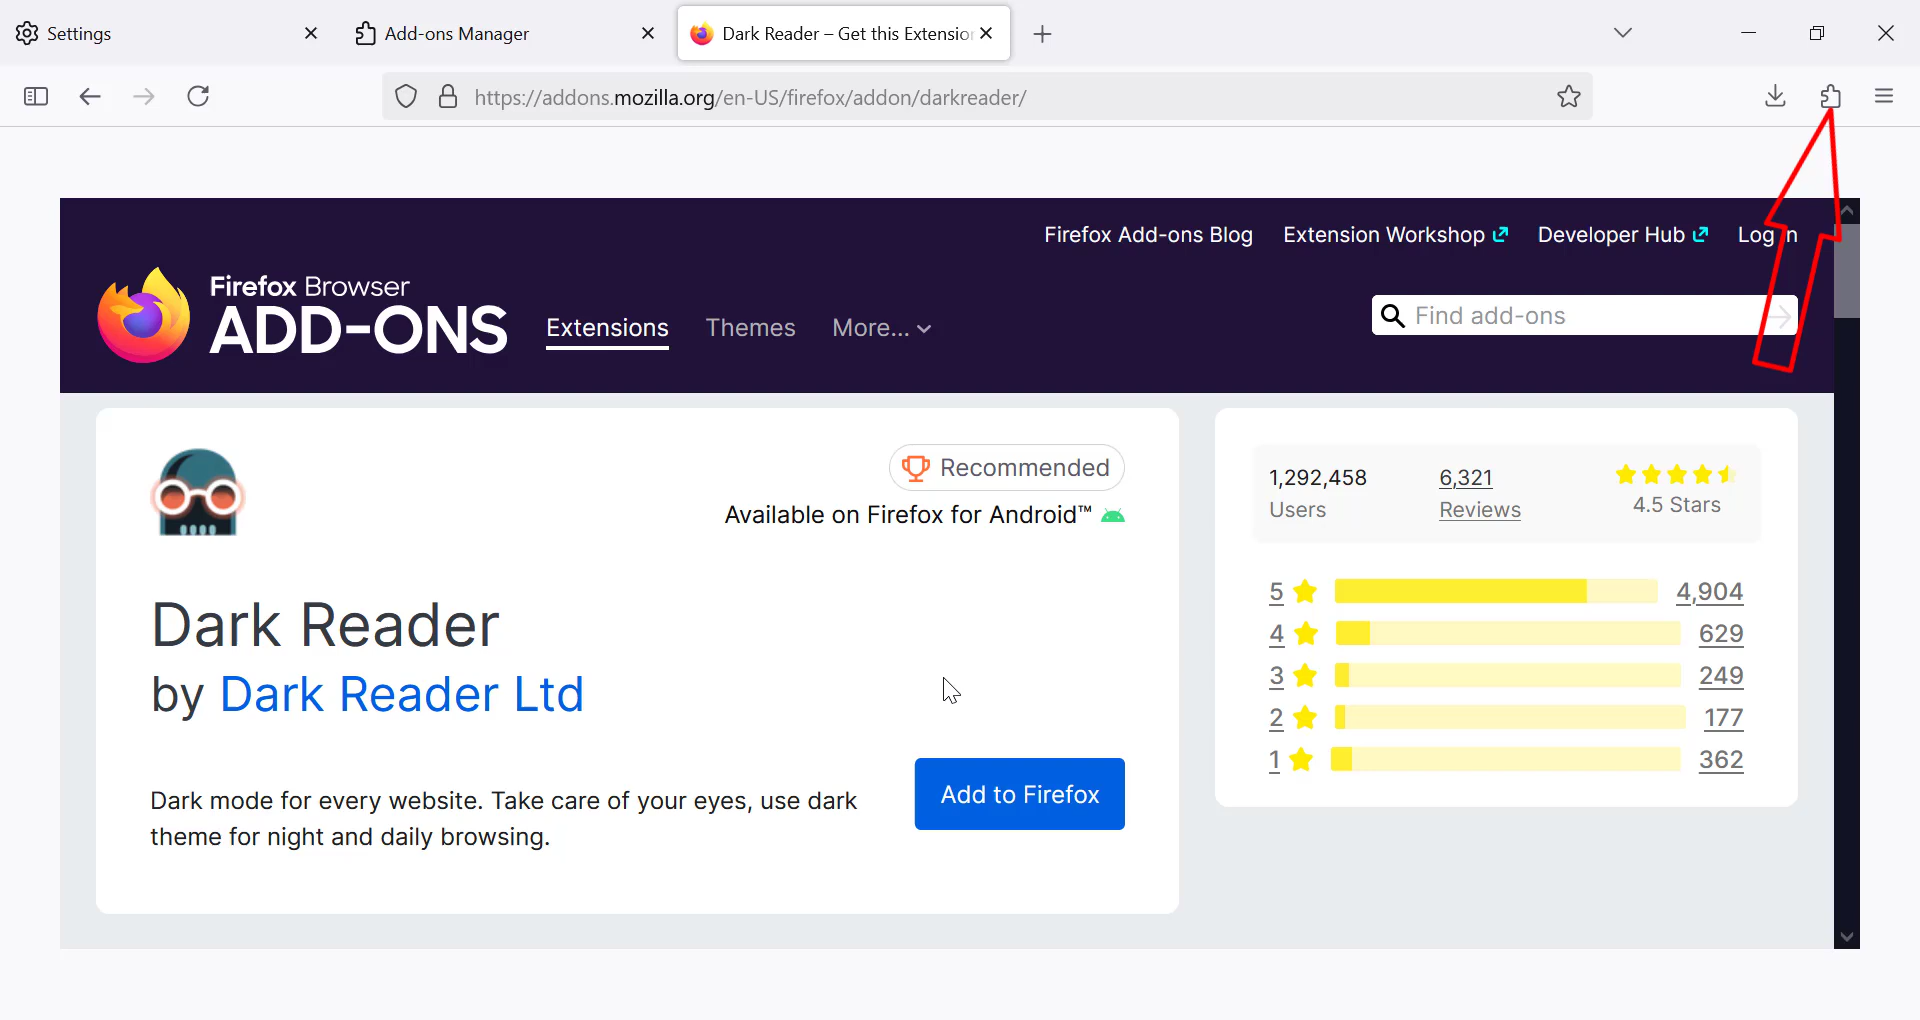 Settings
Add-ons Manager
Dark Reader – Get this Extension
https://addons.mozilla.org/en-US/firefox/addon/darkreader/
Firefox Add-ons Blog
Extension Workshop
Developer Hub
Log in
Firefox Browser
ADD-ONS
Extensions
Themes
More...
Find add-ons
Recommended
Available on Firefox for Android™
Dark Reader
by Dark Reader Ltd
Dark mode for every website. Take care of your eyes, use dark
theme for night and daily browsing.
Add to Firefox
1,292,458
Users
6,321
Reviews
4.5 Stars
5 4,904
4 629
3 249
2 177
1 362